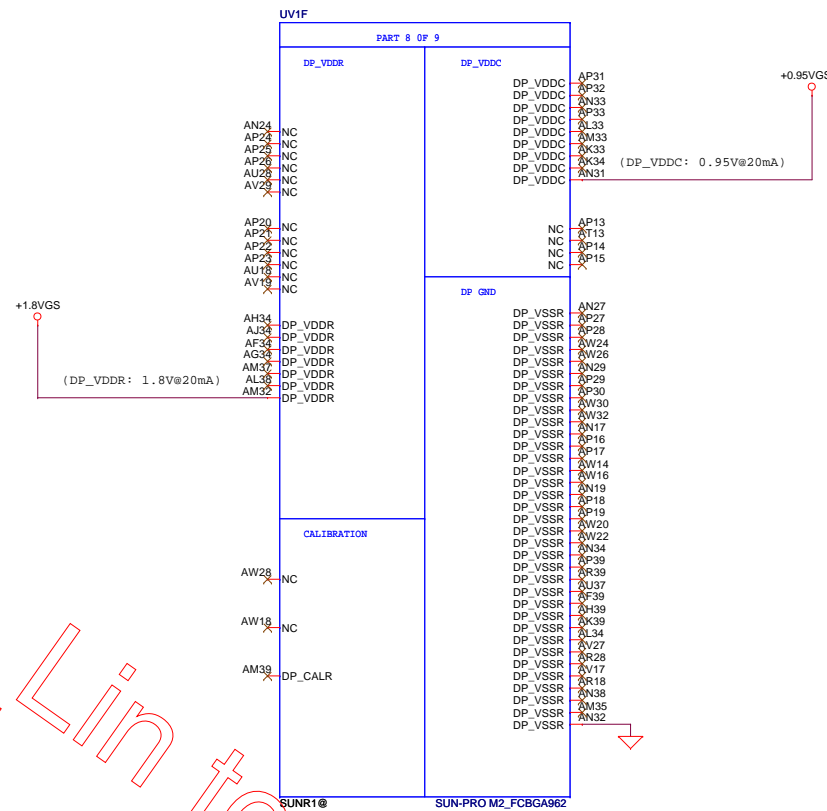 UV1F
PART 8 0F 9
DP_VDDR
DP_VDDC
+0.95VGS
DP_VDDC AP31
DP_VDDC AP32
DP_VDDC AN33
DP_VDDC AP33
DP_VDDC AL33
DP_VDDC AM33
DP_VDDC AK33
DP_VDDC AK34
DP_VDDC AN31
(DP_VDDC: 0.95V@20mA)
AN24 NC
AP24 NC
AP25 NC
AP26 NC
AU28 NC
AV29 NC
AP20 NC
AP21 NC
AP22 NC
AP23 NC
AU18 NC
AV19 NC
NC AP13
NC AT13
NC AP14
NC AP15
+1.8VGS
AH34 DP_VDDR
AJ34 DP_VDDR
AF34 DP_VDDR
AG34 DP_VDDR
AM37 DP_VDDR
AL38 DP_VDDR
AM32 DP_VDDR
(DP_VDDR: 1.8V@20mA)
DP GND
DP_VSSR AN27
DP_VSSR AP27
DP_VSSR AP28
DP_VSSR AW24
DP_VSSR AW26
DP_VSSR AN29
DP_VSSR AP29
DP_VSSR AP30
DP_VSSR AW30
DP_VSSR AW32
DP_VSSR AN17
DP_VSSR AP16
DP_VSSR AP17
DP_VSSR AW14
DP_VSSR AW16
DP_VSSR AN19
DP_VSSR AP18
DP_VSSR AP19
DP_VSSR AW20
DP_VSSR AW22
DP_VSSR AN34
DP_VSSR AP39
DP_VSSR AR39
DP_VSSR AU37
DP_VSSR AF39
DP_VSSR AH39
DP_VSSR AK39
DP_VSSR AL34
DP_VSSR AV27
DP_VSSR AR28
DP_VSSR AV17
DP_VSSR AR18
DP_VSSR AN38
DP_VSSR AM35
DP_VSSR AN32
CALIBRATION
AW28 NC
AW18 NC
AM39 DP_CALR
SUNR1@
SUN-PRO M2_FCBGA962
Lin